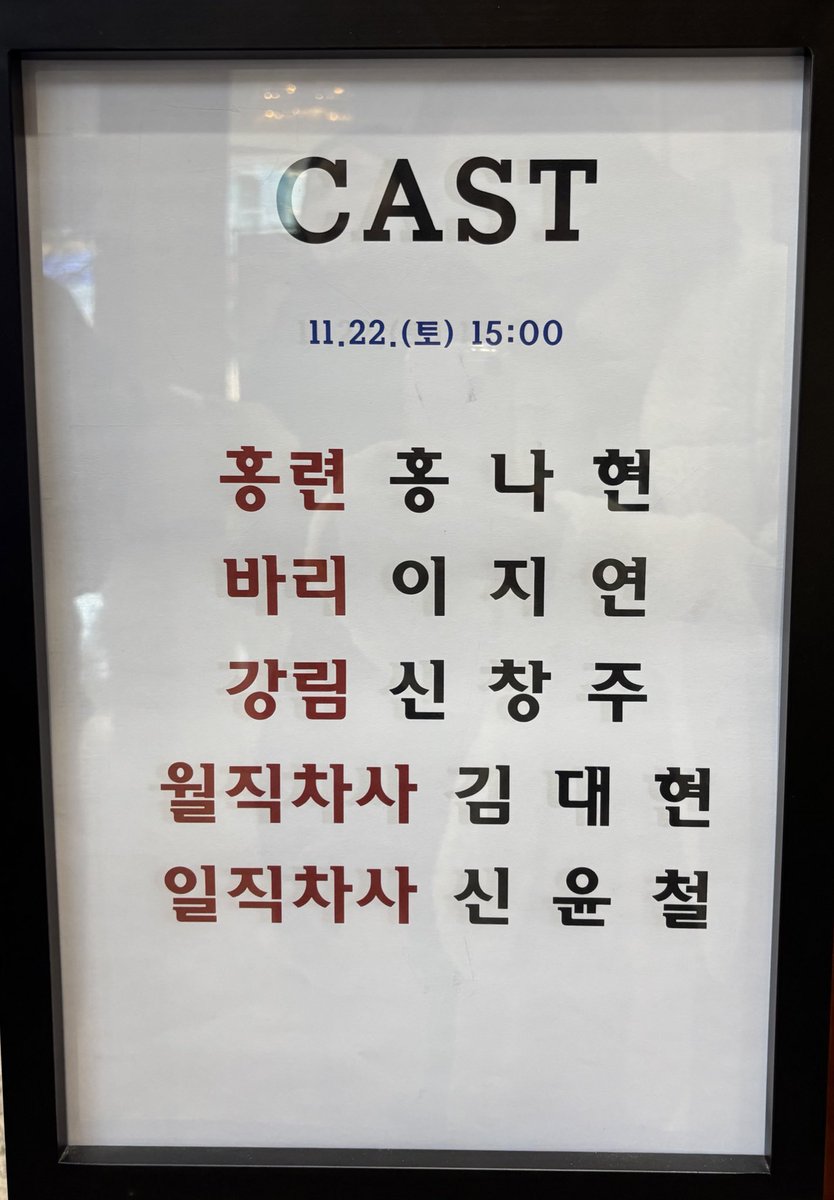 CAST
11.22.(토) 15:00
홍련 홍 나 현
바리 이 지 연
강림 신 창 주
월직차사 김 대 현
일직차사 신 윤 철